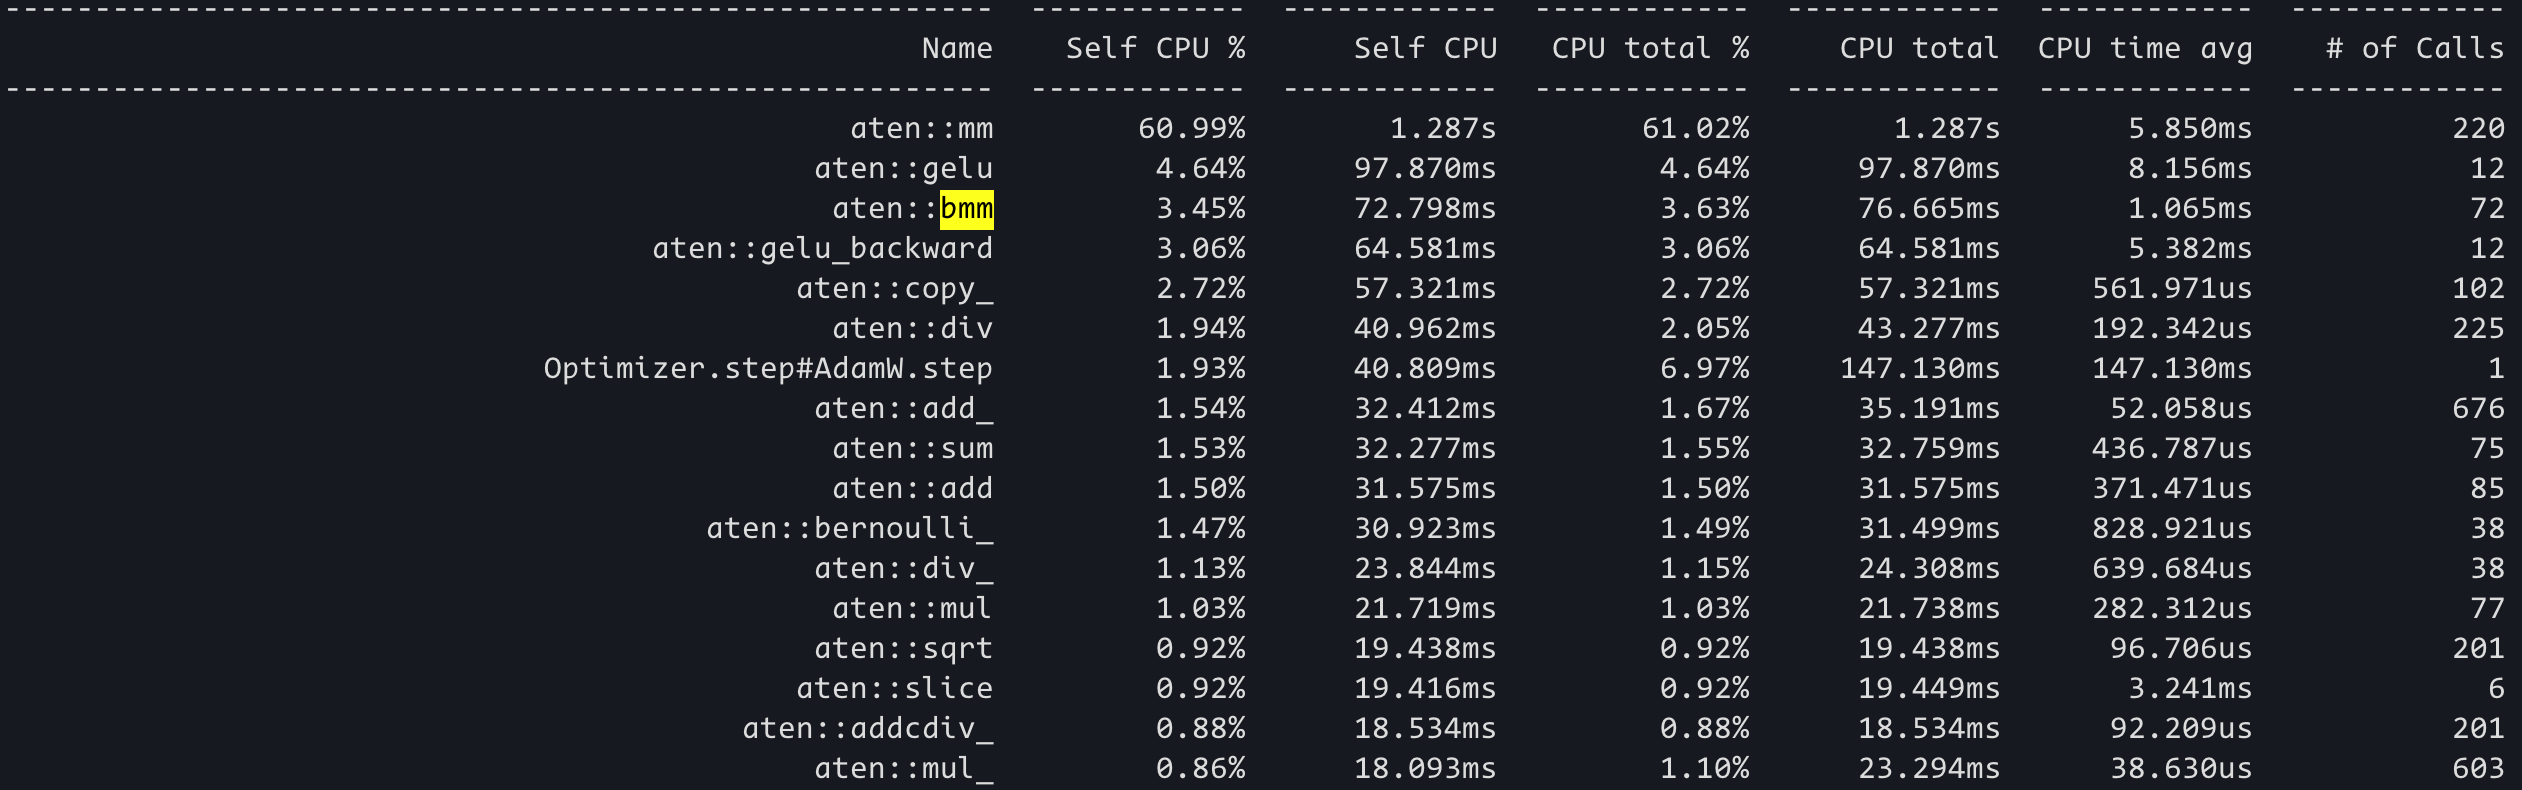 -------------------------------------------------------  ------------  ------------  ------------  ------------  ------------  ------------
Name  Self CPU %  Self CPU  CPU total %  CPU total  CPU time avg  # of Calls
-------------------------------------------------------  ------------  ------------  ------------  ------------  ------------  ------------
aten::mm  60.99%  1.287s  61.02%  1.287s  5.850ms  220
aten::gelu  4.64%  97.870ms  4.64%  97.870ms  8.156ms  12
aten::bmm  3.45%  72.798ms  3.63%  76.665ms  1.065ms  72
aten::gelu_backward  3.06%  64.581ms  3.06%  64.581ms  5.382ms  12
aten::copy_  2.72%  57.321ms  2.72%  57.321ms  561.971us  102
aten::div  1.94%  40.962ms  2.05%  43.277ms  192.342us  225
Optimizer.step#AdamW.step  1.93%  40.809ms  6.97%  147.130ms  147.130ms  1
aten::add_  1.54%  32.412ms  1.67%  35.191ms  52.058us  676
aten::sum  1.53%  32.277ms  1.55%  32.759ms  436.787us  75
aten::add  1.50%  31.575ms  1.50%  31.575ms  371.471us  85
aten::bernoulli_  1.47%  30.923ms  1.49%  31.499ms  828.921us  38
aten::div_  1.13%  23.844ms  1.15%  24.308ms  639.684us  38
aten::mul  1.03%  21.719ms  1.03%  21.738ms  282.312us  77
aten::sqrt  0.92%  19.438ms  0.92%  19.438ms  96.706us  201
aten::slice  0.92%  19.416ms  0.92%  19.449ms  3.241ms  6
aten::addcdiv_  0.88%  18.534ms  0.88%  18.534ms  92.209us  201
aten::mul_  0.86%  18.093ms  1.10%  23.294ms  38.630us  603